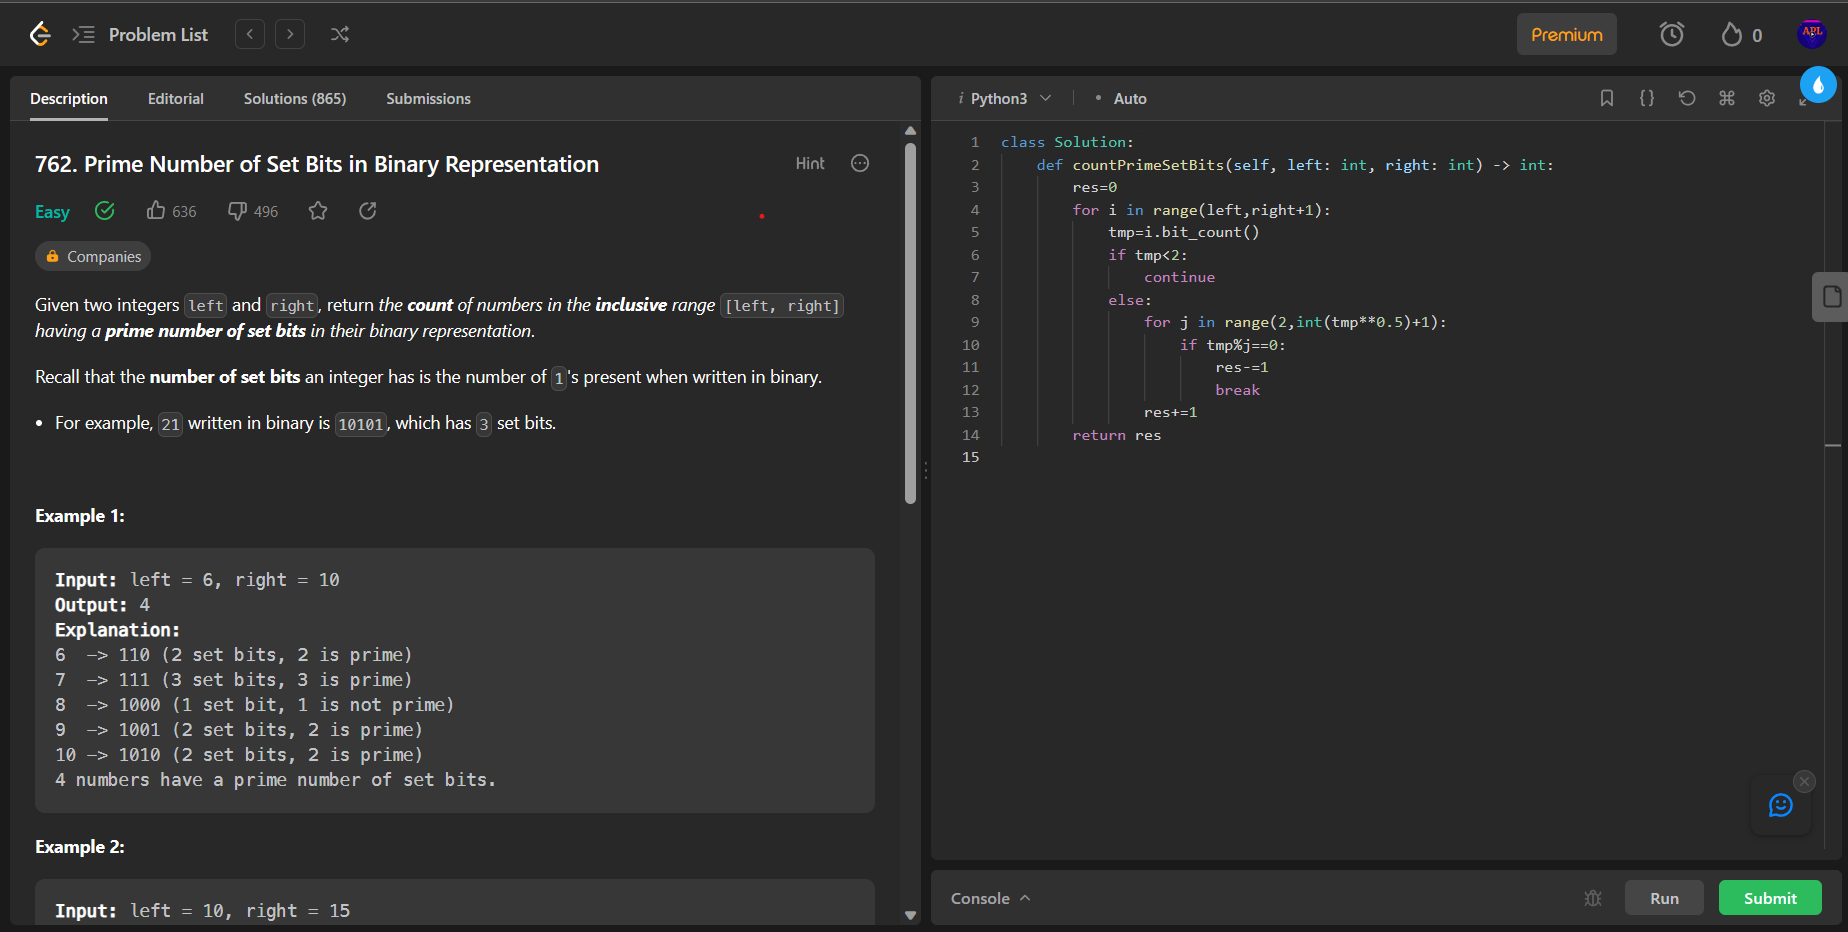 Problem List
Premium
0
APL
Description Editorial Solutions (865) Submissions
762. Prime Number of Set Bits in Binary Representation
Hint
Easy 636 496
Companies
Given two integers left and right, return the count of numbers in the inclusive range [left, right]
having a prime number of set bits in their binary representation.
Recall that the number of set bits an integer has is the number of 1's present when written in binary.
• For example, 21 written in binary is 10101, which has 3 set bits.
Example 1:
Input: left = 6, right = 10
Output: 4
Explanation:
6 -> 110 (2 set bits, 2 is prime)
7 -> 111 (3 set bits, 3 is prime)
8 -> 1000 (1 set bit, 1 is not prime)
9 -> 1001 (2 set bits, 2 is prime)
10 -> 1010 (2 set bits, 2 is prime)
4 numbers have a prime number of set bits.
Example 2:
Input: left = 10, right = 15
i Python3 • Auto
1 class Solution:
2 def countPrimeSetBits(self, left: int, right: int) -> int:
3 res=0
4 for i in range(left,right+1):
5 tmp=i.bit_count()
6 if tmp<2:
7 continue
8 else:
9 for j in range(2,int(tmp**0.5)+1):
10 if tmp%j==0:
11 res-=1
12 break
13 res+=1
14 return res
15
Console
Run
Submit